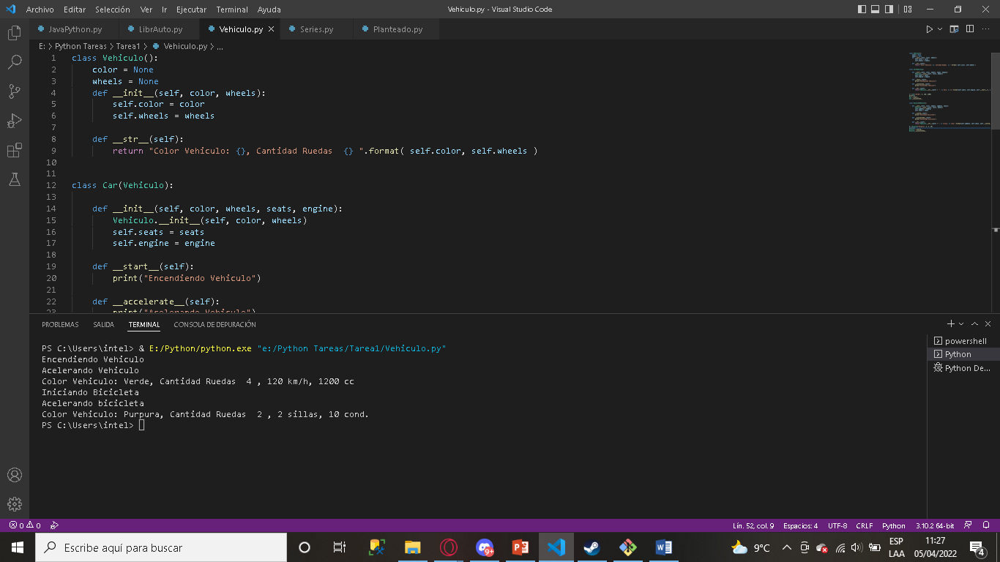 Archivo Editar Selección Ver Ir Ejecutar Terminal Ayuda Vehiculo.py - Visual Studio Code
JavaPython.py LibrAuto.py Vehiculo.py Series.py Planteado.py
E: > Python Tareas > Tarea1 > Vehiculo.py > ...
1 class Vehiculo():
2 color = None
3 wheels = None
4 def __init__(self, color, wheels):
5 self.color = color
6 self.wheels = wheels
7
8 def __str__(self):
9 return "Color Vehiculo: {}, Cantidad Ruedas  {} ".format( self.color, self.wheels )
10
11
12 class Car(Vehiculo):
13
14 def __init__(self, color, wheels, seats, engine):
15 Vehiculo.__init__(self, color, wheels)
16 self.seats = seats
17 self.engine = engine
18
19 def __start__(self):
20 print("Encendiendo Vehiculo")
21
22 def __accelerate__(self):
23 print("Acelerando Vehiculo")
PROBLEMAS SALIDA TERMINAL CONSOLA DE DEPURACIÓN
PS C:\Users\intel> & E:/Python/python.exe "e:/Python Tareas/Tarea1/Vehiculo.py"
Encendiendo Vehiculo
Acelerando Vehiculo
Color Vehiculo: Verde, Cantidad Ruedas  4 , 120 km/h, 1200 cc
Iniciando Bicicleta
Acelerando bicicleta
Color Vehiculo: Purpura, Cantidad Ruedas  2 , 2 sillas, 10 cond.
PS C:\Users\intel>
powershell
Python
Python De...
0 0 Lín. 52, col. 9 Espacios: 4 UTF-8 CRLF Python 3.10.2 64-bit
Escribe aquí para buscar 9+ 9°C ESP LAA 11:27 05/04/2022 4